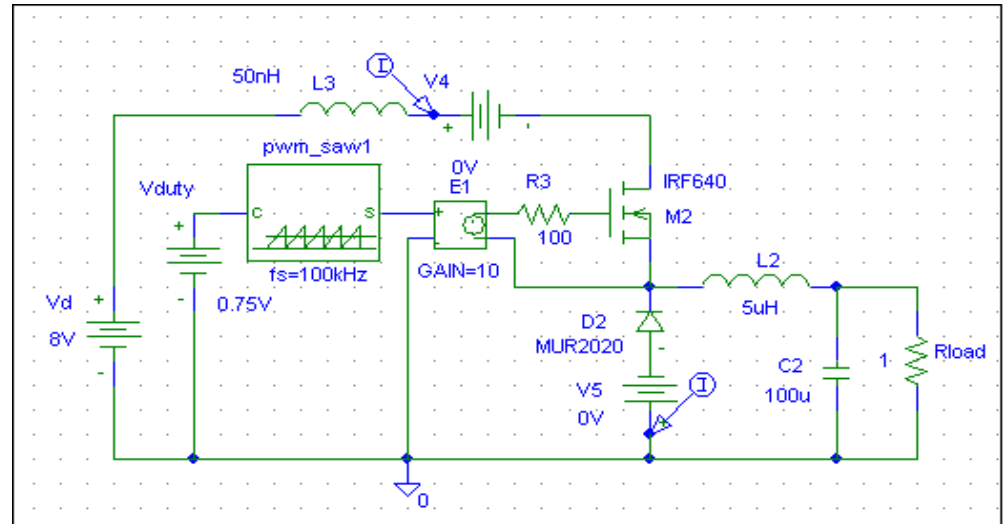 50nH
L3
I
V4
+
-
pwm_saw1
0V
E1
R3
IRF640
Vduty
+
C
S
+
-
M2
100
L2
fs=100kHz
GAIN=10
Vd
+
-
0.75V
5uH
8V
-
D2
MUR2020
-
C2
1
Rload
V5
I
100u
0V
+
0